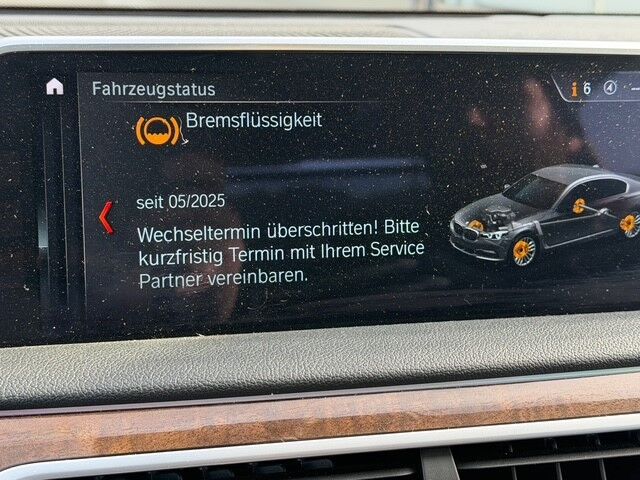 Fahrzeugstatus
6
Bremsflüssigkeit
seit 05/2025
Wechseltermin überschritten! Bitte
kurzfristig Termin mit Ihrem Service
Partner vereinbaren.